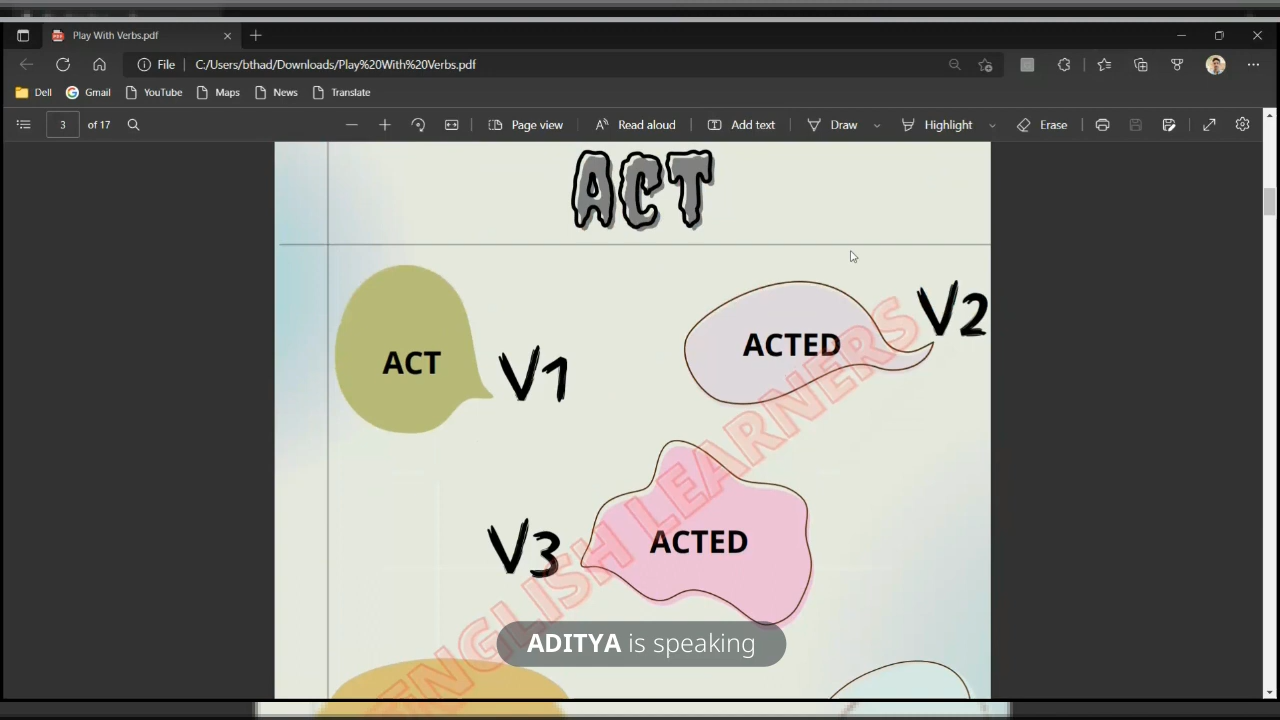 Play With Verbs.pdf
File C:/Users/bthad/Downloads/Play%20With%20Verbs.pdf
Dell Gmail YouTube Maps News Translate
3 of 17 Page view Read aloud Add text Draw Highlight Erase
ACT
ACT V1
ACTED V2
V3 ACTED
ENGLISH LEARNERS
ADITYA is speaking